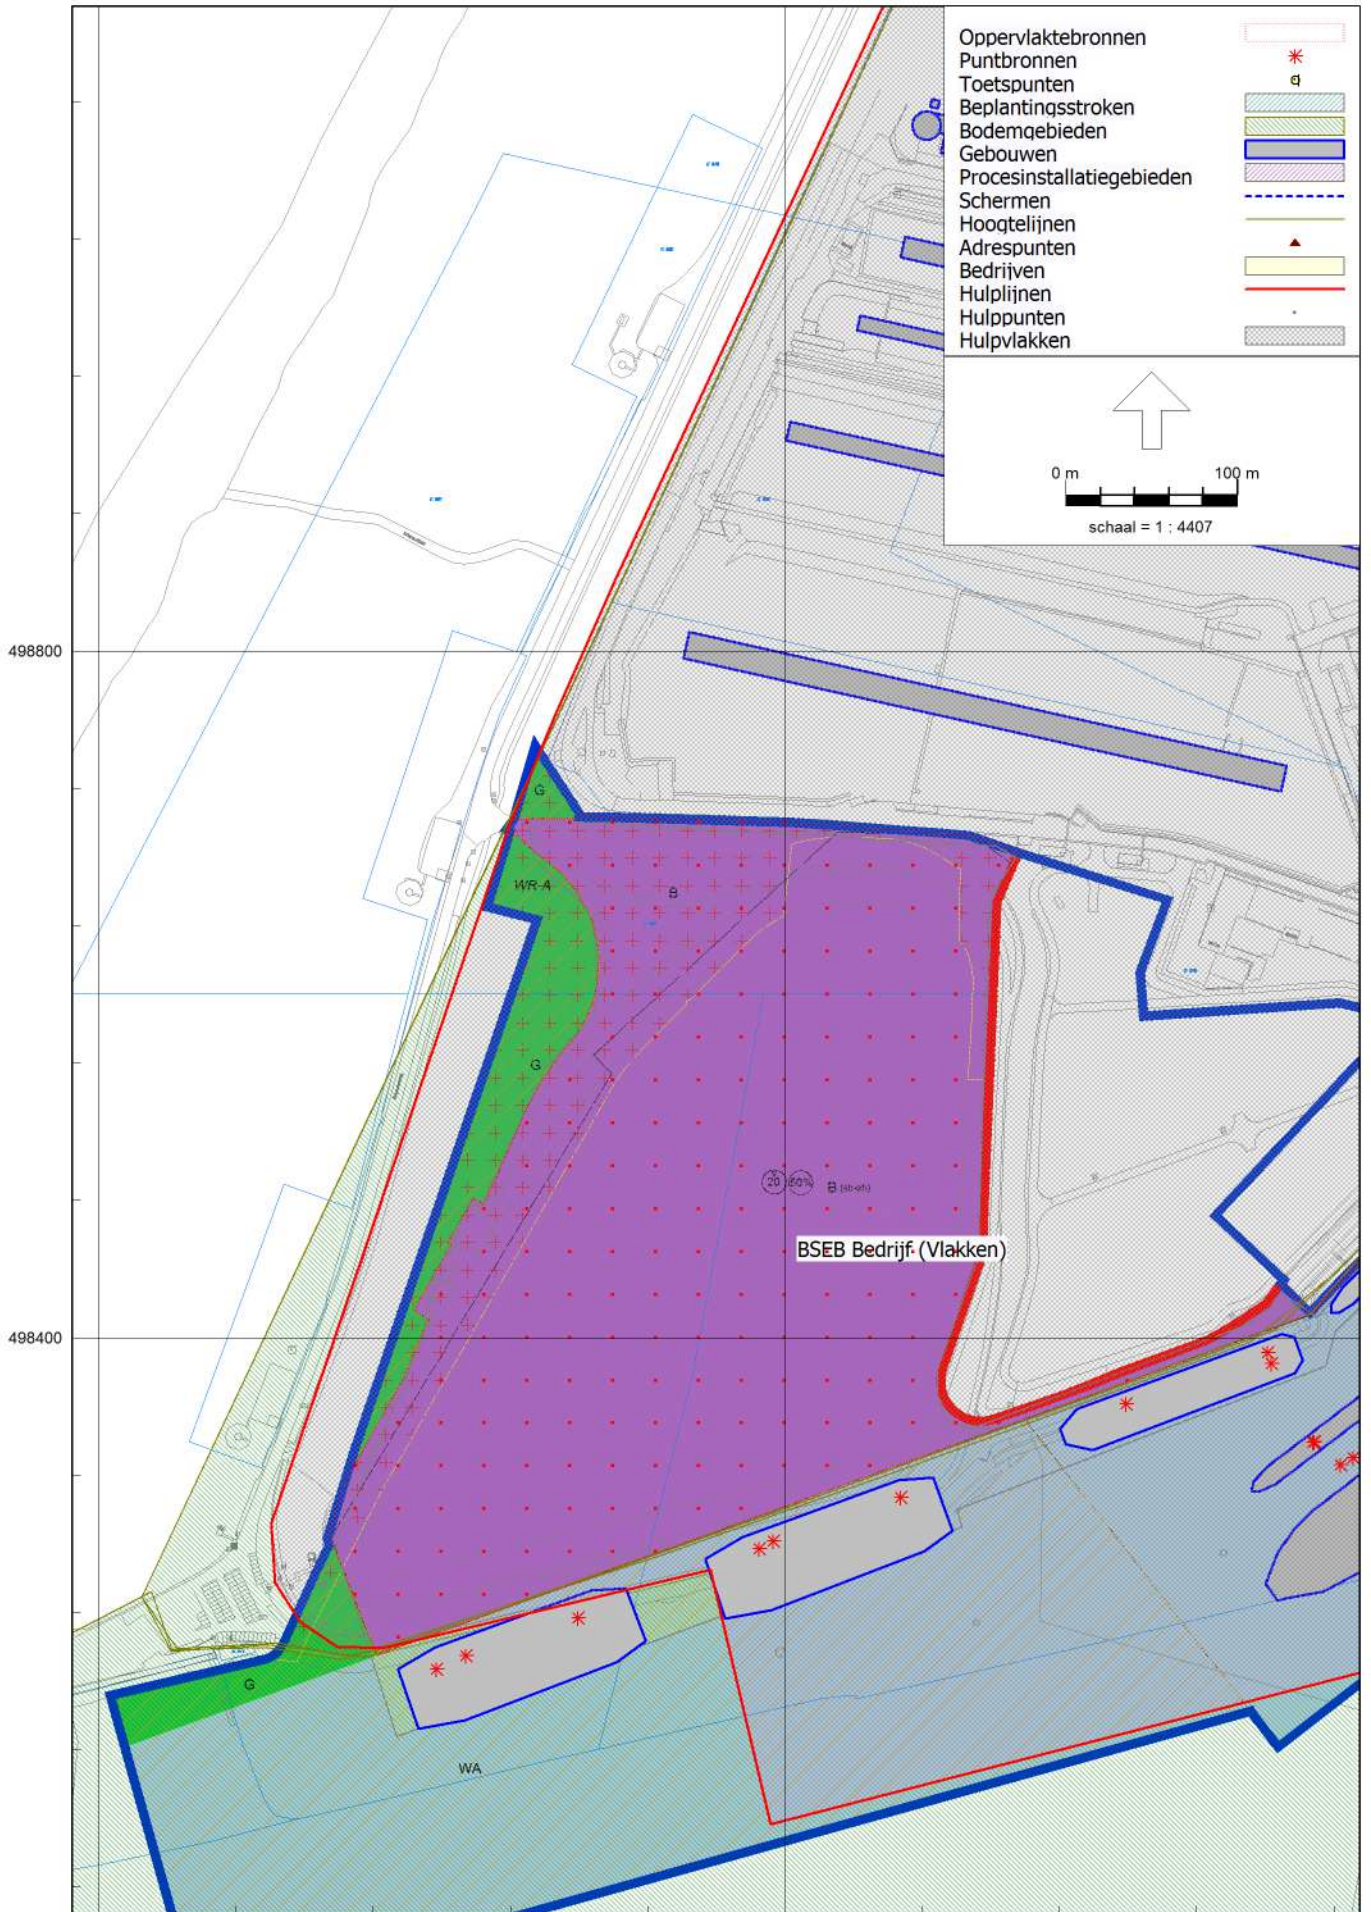 Oppervlaktebronnen
Puntbronnen
Toetspunten
Beplantingsstroken
Bodemgebieden
Gebouwen
Procesinstallatiegebieden
Schermen
Hoogtelijnen
Adrespunten
Bedrijven
Hulplijnen
Hulppunten
Hulpvlakken
0 m 100 m
schaal = 1 : 4407
498800
G
WR-A
B
G
20 60% B
BSEB Bedrijf (Vlakken)
498400
G
WA